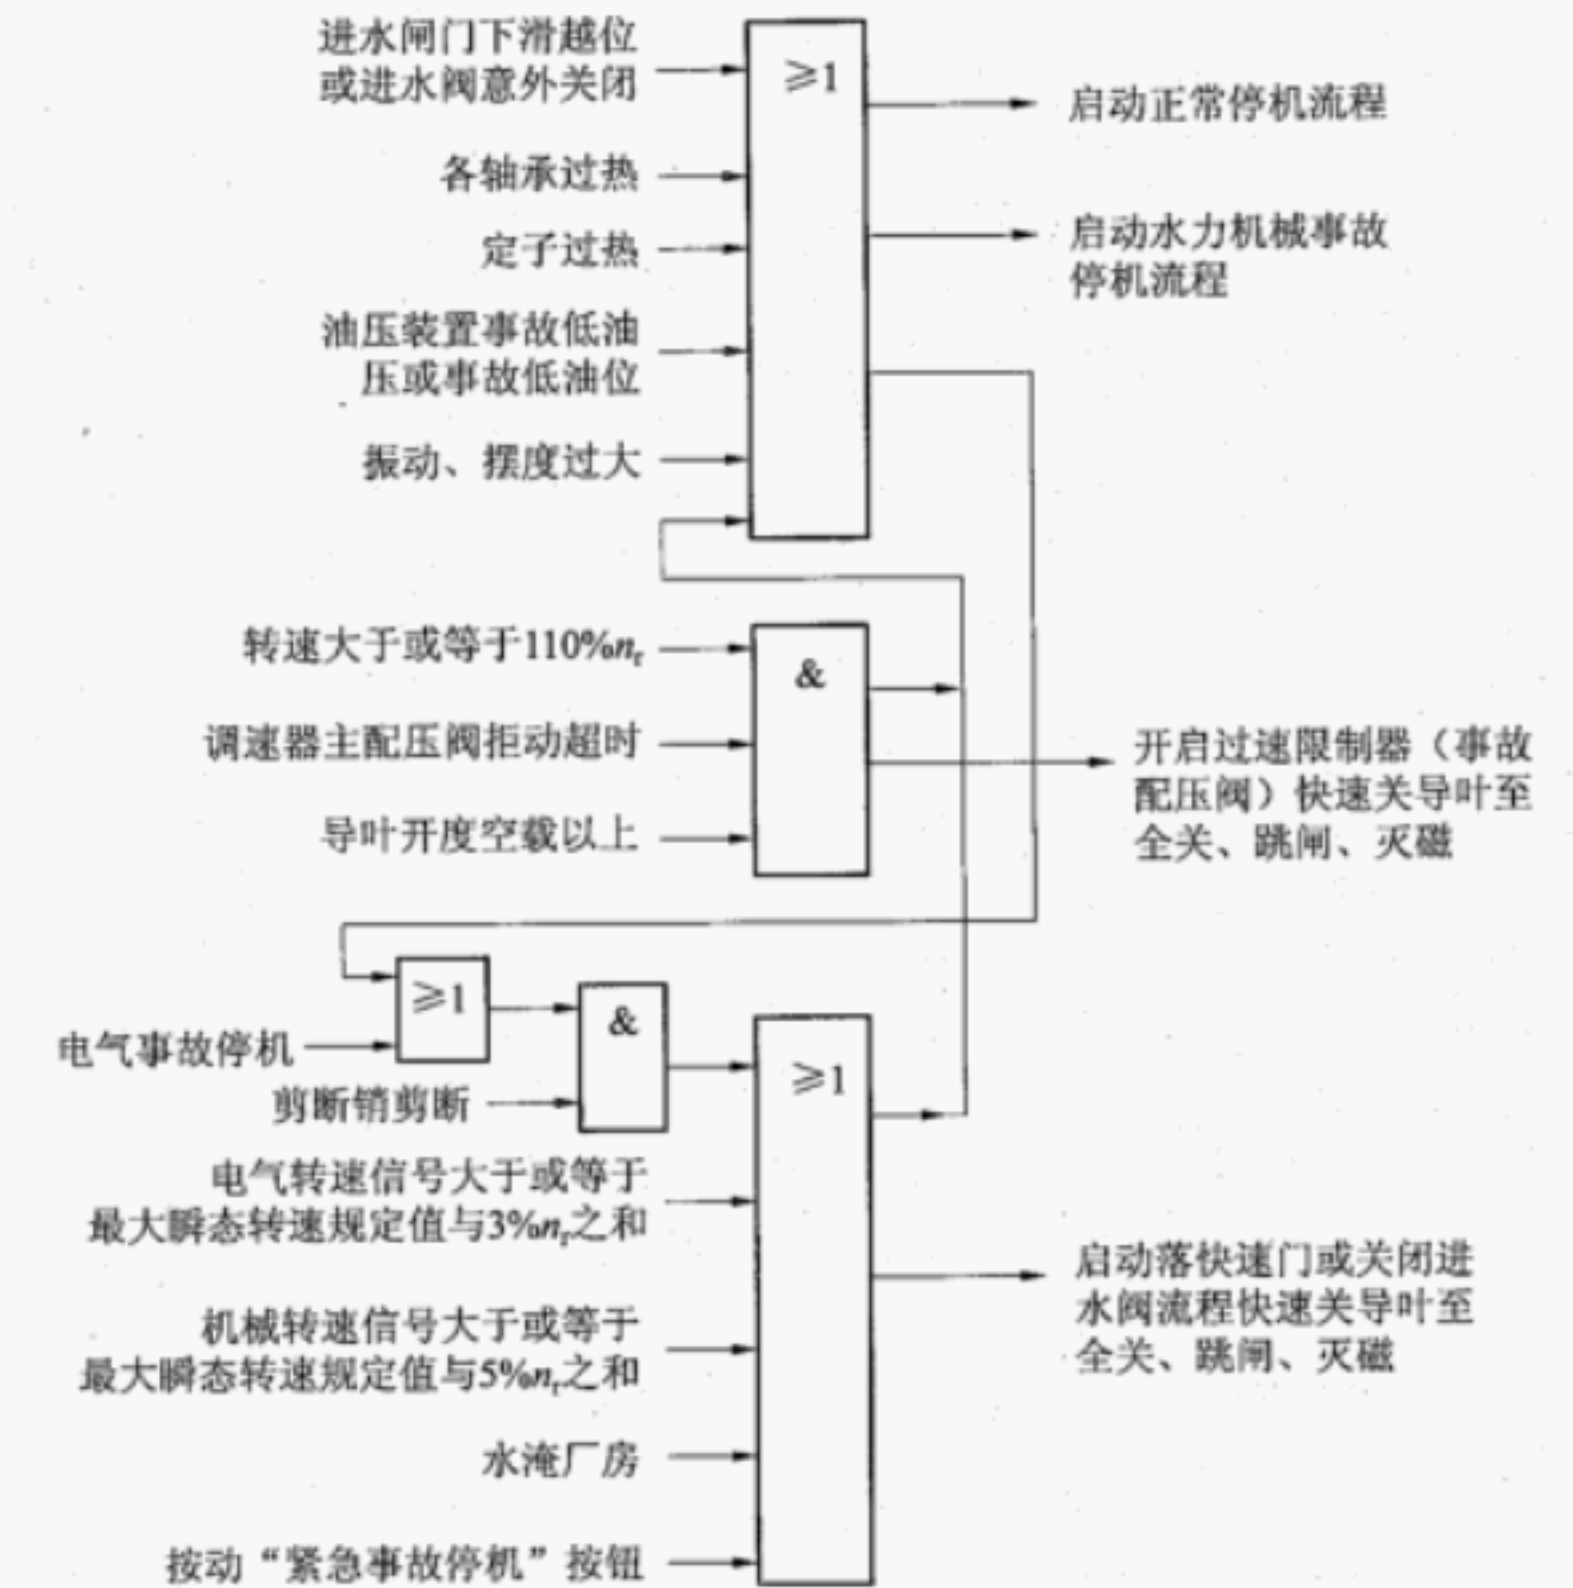 进水闸门下滑越位
或进水阀意外关闭
≥1
启动正常停机流程
各轴承过热
启动水力机械事故
停机流程
定子过热
油压装置事故低油
压或事故低油位
振动、摆度过大
转速大于或等于110%nr
&
调速器主配压阀拒动超时
开启过速限制器（事故
配压阀）快速关导叶至
全关、跳闸、灭磁
导叶开度空载以上
≥1
&
电气事故停机
剪断销剪断
≥1
电气转速信号大于或等于
最大瞬态转速规定值与3%nr之和
启动落快速门或关闭进
水阀流程快速关导叶至
全关、跳闸、灭磁
机械转速信号大于或等于
最大瞬态转速规定值与5%nr之和
水淹厂房
按动“紧急事故停机”按钮